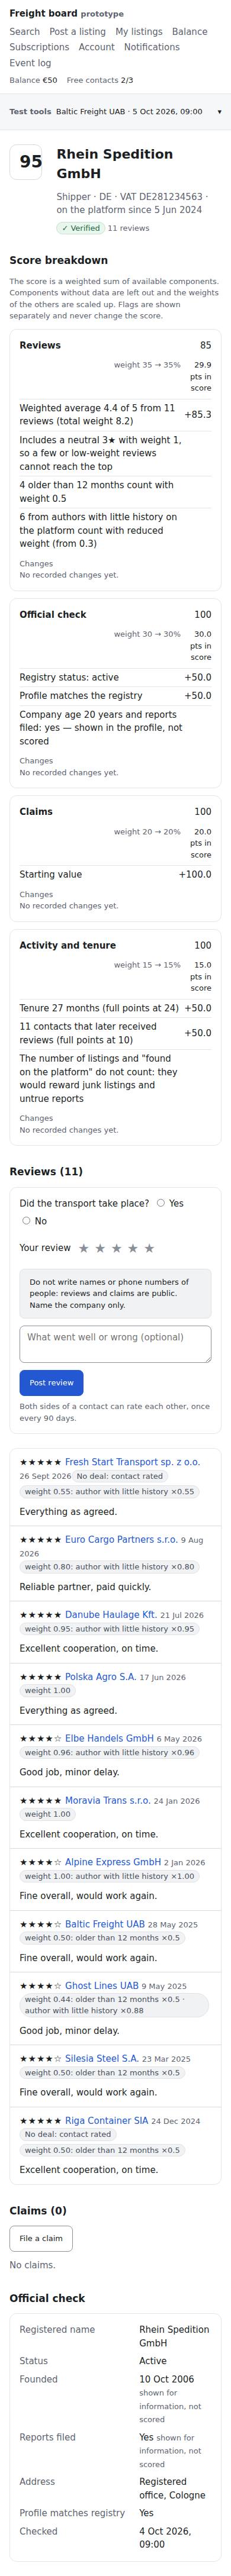 Freight board prototype
Search Post a listing My listings Balance
Subscriptions Account Notifications
Event log
Balance €50 Free contacts 2/3
Test tools Baltic Freight UAB · 5 Oct 2026, 09:00 ▾
95
Rhein Spedition
GmbH
Shipper · DE · VAT DE281234563 ·
on the platform since 5 Jun 2024
✓ Verified 11 reviews
Score breakdown
The score is a weighted sum of available components.
Components without data are left out and the weights
of the others are scaled up. Flags are shown
separately and never change the score.
Reviews 85
weight 35 → 35% 29.9
pts in
score
Weighted average 4.4 of 5 from 11
reviews (total weight 8.2) +85.3
Includes a neutral 3★ with weight 1,
so a few or low-weight reviews
cannot reach the top
4 older than 12 months count with
weight 0.5
6 from authors with little history on
the platform count with reduced
weight (from 0.3)
Changes
No recorded changes yet.
Official check 100
weight 30 → 30% 30.0
pts in
score
Registry status: active +50.0
Profile matches the registry +50.0
Company age 20 years and reports
filed: yes — shown in the profile, not
scored
Changes
No recorded changes yet.
Claims 100
weight 20 → 20% 20.0
pts in
score
Starting value +100.0
Changes
No recorded changes yet.
Activity and tenure 100
weight 15 → 15% 15.0
pts in
score
Tenure 27 months (full points at 24) +50.0
11 contacts that later received
reviews (full points at 10) +50.0
The number of listings and "found
on the platform" do not count: they
would reward junk listings and
untrue reports
Changes
No recorded changes yet.
Reviews (11)
Did the transport take place? Yes
No
Your review ★ ★ ★ ★ ★
Do not write names or phone numbers of
people: reviews and claims are public.
Name the company only.
What went well or wrong (optional)
Post review
Both sides of a contact can rate each other, once
every 90 days.
★★★★★ Fresh Start Transport sp. z o.o.
26 Sept 2026 No deal: contact rated
weight 0.55: author with little history ×0.55
Everything as agreed.
★★★★★ Euro Cargo Partners s.r.o. 9 Aug
2026
weight 0.80: author with little history ×0.80
Reliable partner, paid quickly.
★★★★★ Danube Haulage Kft. 21 Jul 2026
weight 0.95: author with little history ×0.95
Excellent cooperation, on time.
★★★★★ Polska Agro S.A. 17 Jun 2026
weight 1.00
Everything as agreed.
★★★★☆ Elbe Handels GmbH 6 May 2026
weight 0.96: author with little history ×0.96
Good job, minor delay.
★★★★★ Moravia Trans s.r.o. 24 Jan 2026
weight 1.00
Excellent cooperation, on time.
★★★★☆ Alpine Express GmbH 2 Jan 2026
weight 1.00: author with little history ×1.00
Fine overall, would work again.
★★★★☆ Baltic Freight UAB 28 May 2025
weight 0.50: older than 12 months ×0.5
Fine overall, would work again.
★★★★☆ Ghost Lines UAB 9 May 2025
weight 0.44: older than 12 months ×0.5 ·
author with little history ×0.88
Good job, minor delay.
★★★★☆ Silesia Steel S.A. 23 Mar 2025
weight 0.50: older than 12 months ×0.5
Fine overall, would work again.
★★★★★ Riga Container SIA 24 Dec 2024
No deal: contact rated
weight 0.50: older than 12 months ×0.5
Excellent cooperation, on time.
Claims (0)
File a claim
No claims.
Official check
Registered name Rhein Spedition
GmbH
Status Active
Founded 10 Oct 2006
shown for
information, not
scored
Reports filed Yes shown for
information, not
scored
Address Registered
office, Cologne
Profile matches registry Yes
Checked 4 Oct 2026,
09:00